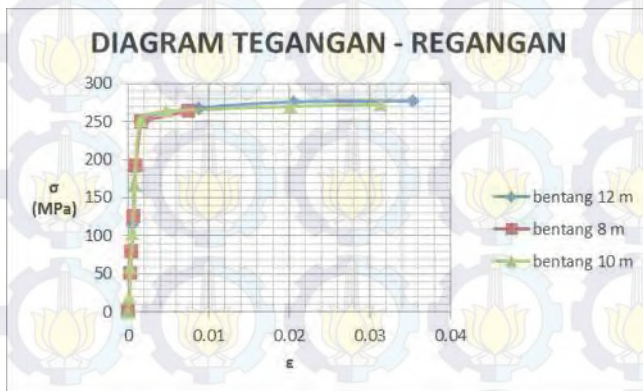 DIAGRAM TEGANGAN - REGANGAN
300
250
200
150
100
50
0
σ
(MPa)
0
0.01
0.02
0.03
0.04
ε
bentang 12 m
bentang 8 m
bentang 10 m